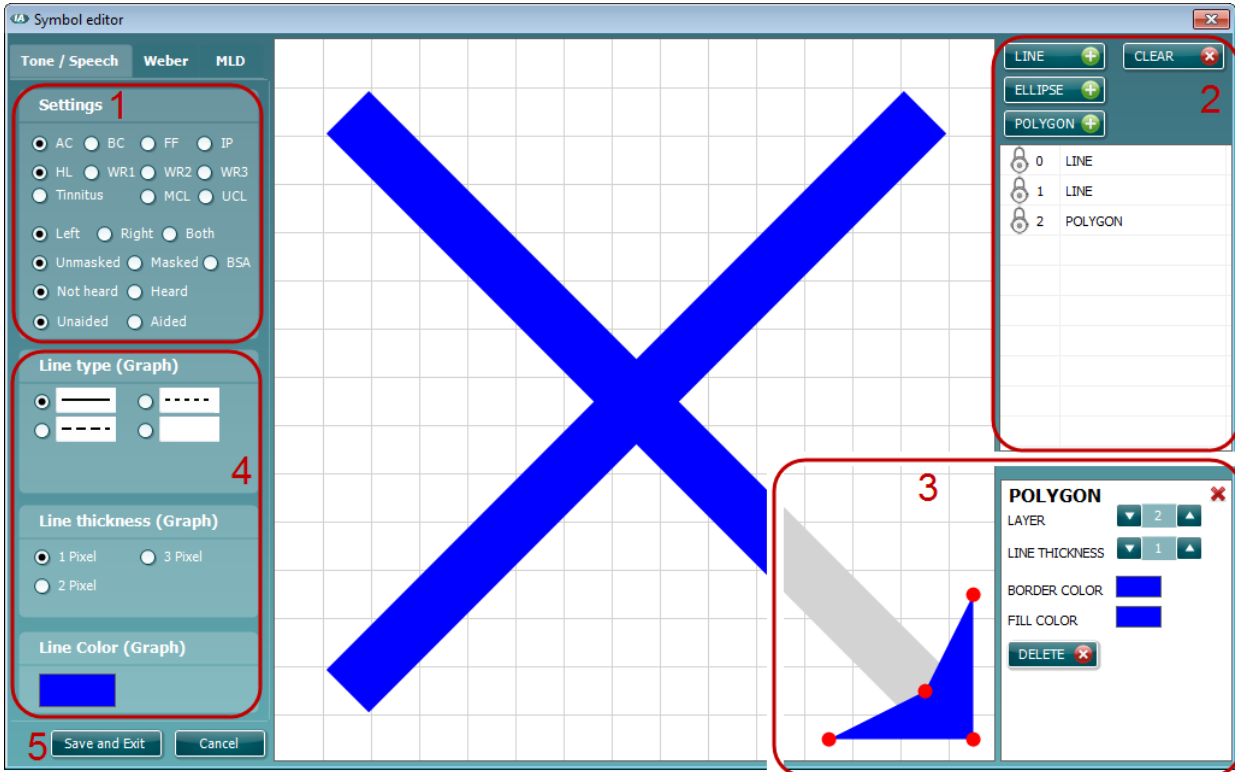 Symbol editor
Tone / Speech Weber MLD
Settings 1
AC BC FF IP
HL WR1 WR2 WR3
Tinnitus MCL UCL
Left Right Both
Unmasked Masked BSA
Not heard Heard
Unaided Aided
Line type (Graph)
4
Line thickness (Graph)
1 Pixel 3 Pixel
2 Pixel
Line Color (Graph)
5 Save and Exit Cancel
LINE CLEAR
ELLIPSE 2
POLYGON
0 LINE
1 LINE
2 POLYGON
3
POLYGON
LAYER 2
LINE THICKNESS 1
BORDER COLOR
FILL COLOR
DELETE